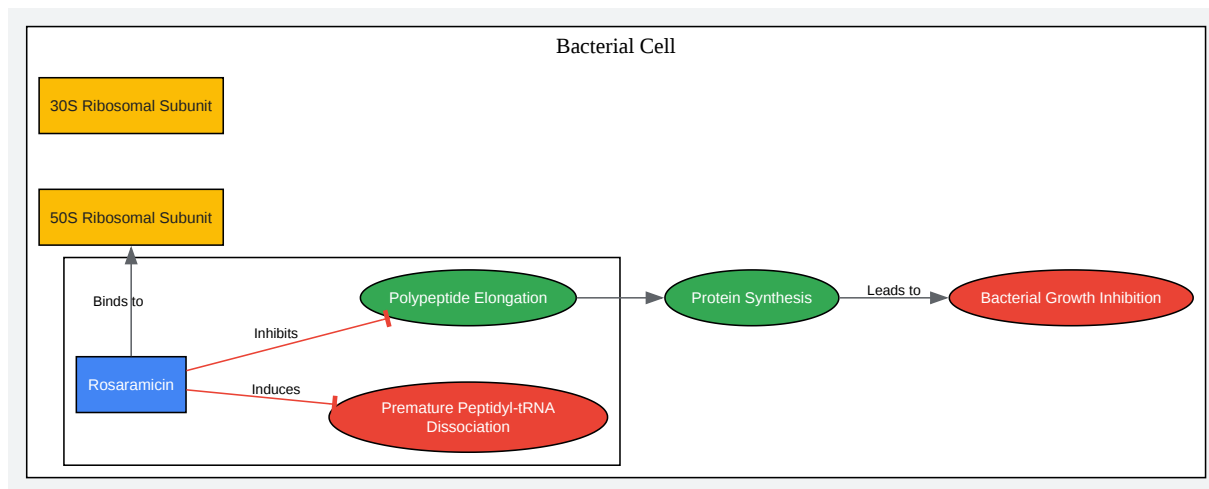 Bacterial Cell
30S Ribosomal Subunit
50S Ribosomal Subunit
Binds to
Polypeptide Elongation
Protein Synthesis
Leads to
Bacterial Growth Inhibition
Inhibits
Rosaramicin
Induces
Premature Peptidyl-tRNA
Dissociation